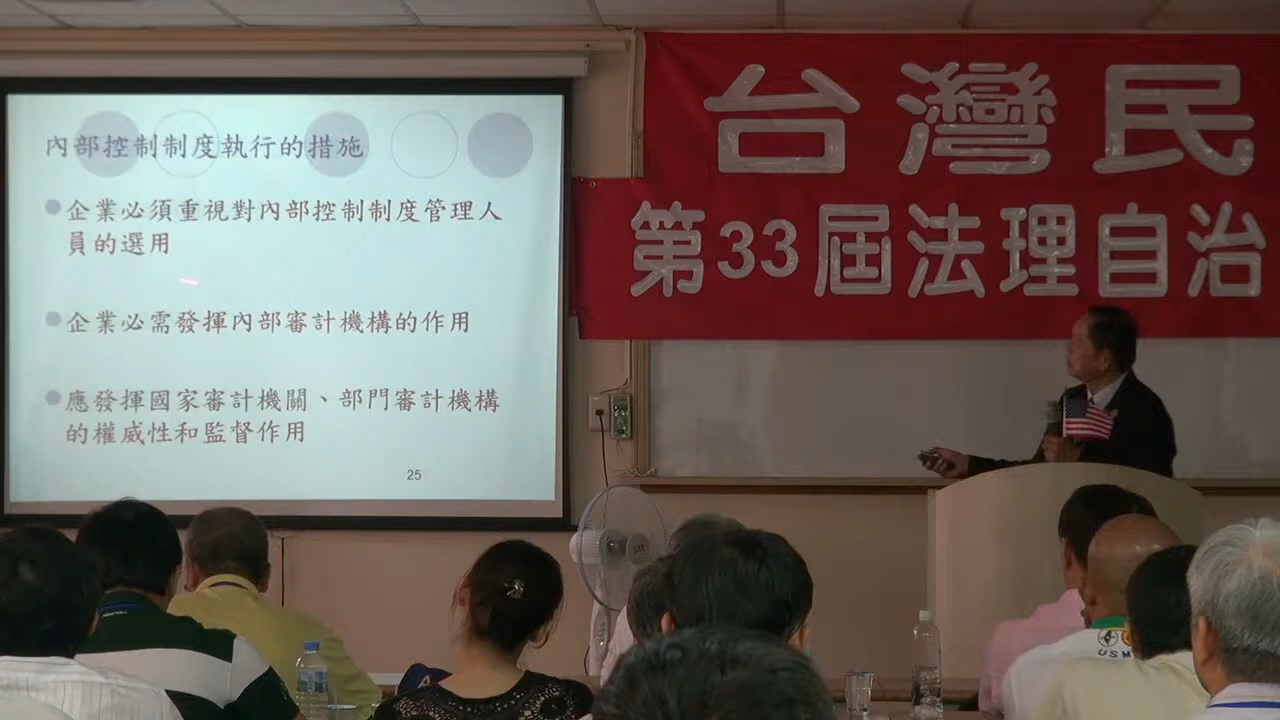 內部控制制度執行的措施
企業必須重視對內部控制制度管理人
員的選用
企業必需發揮內部審計機構的作用
應發揮國家審計機關、部門審計機構
的權威性和監督作用
25
台灣民
第33屆法理自治
USM